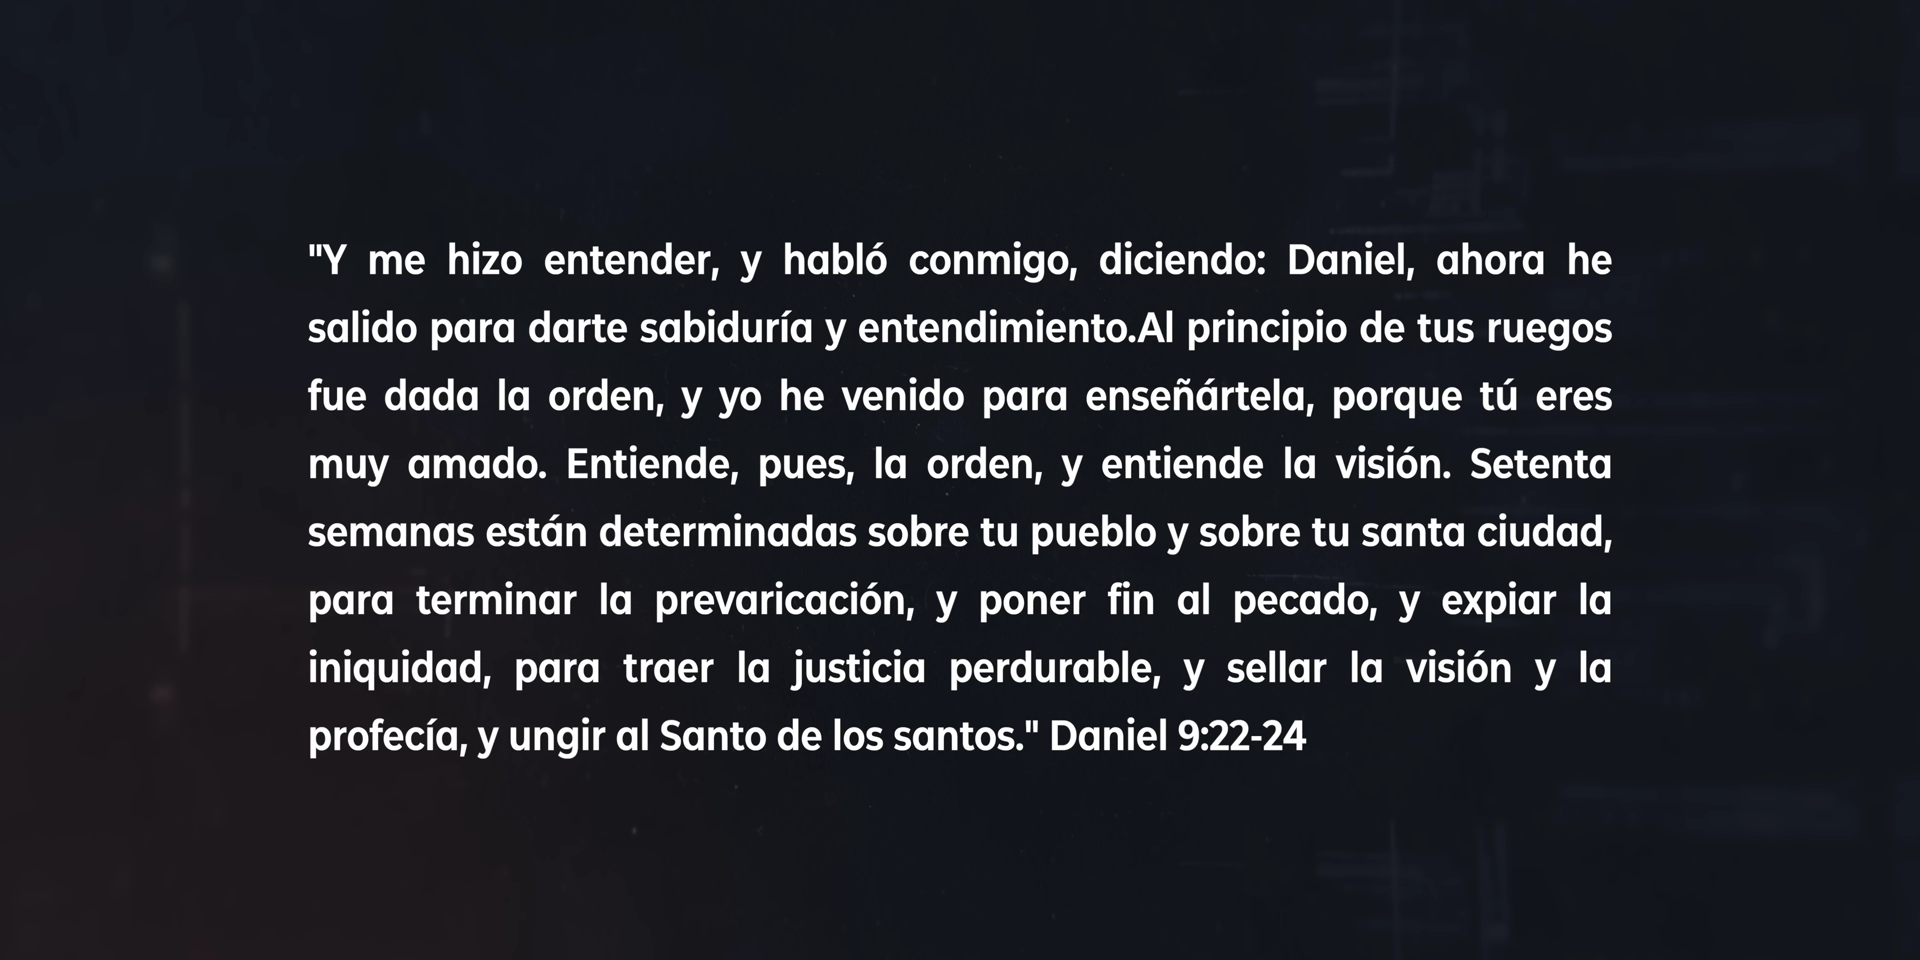 "Y me hizo entender, y habló conmigo, diciendo: Daniel, ahora he
salido para darte sabiduría y entendimiento.Al principio de tus ruegos
fue dada la orden, y yo he venido para enseñártela, porque tú eres
muy amado. Entiende, pues, la orden, y entiende la visión. Setenta
semanas están determinadas sobre tu pueblo y sobre tu santa ciudad,
para terminar la prevaricación, y poner fin al pecado, y expiar la
iniquidad, para traer la justicia perdurable, y sellar la visión y la
profecía, y ungir al Santo de los santos." Daniel 9:22-24